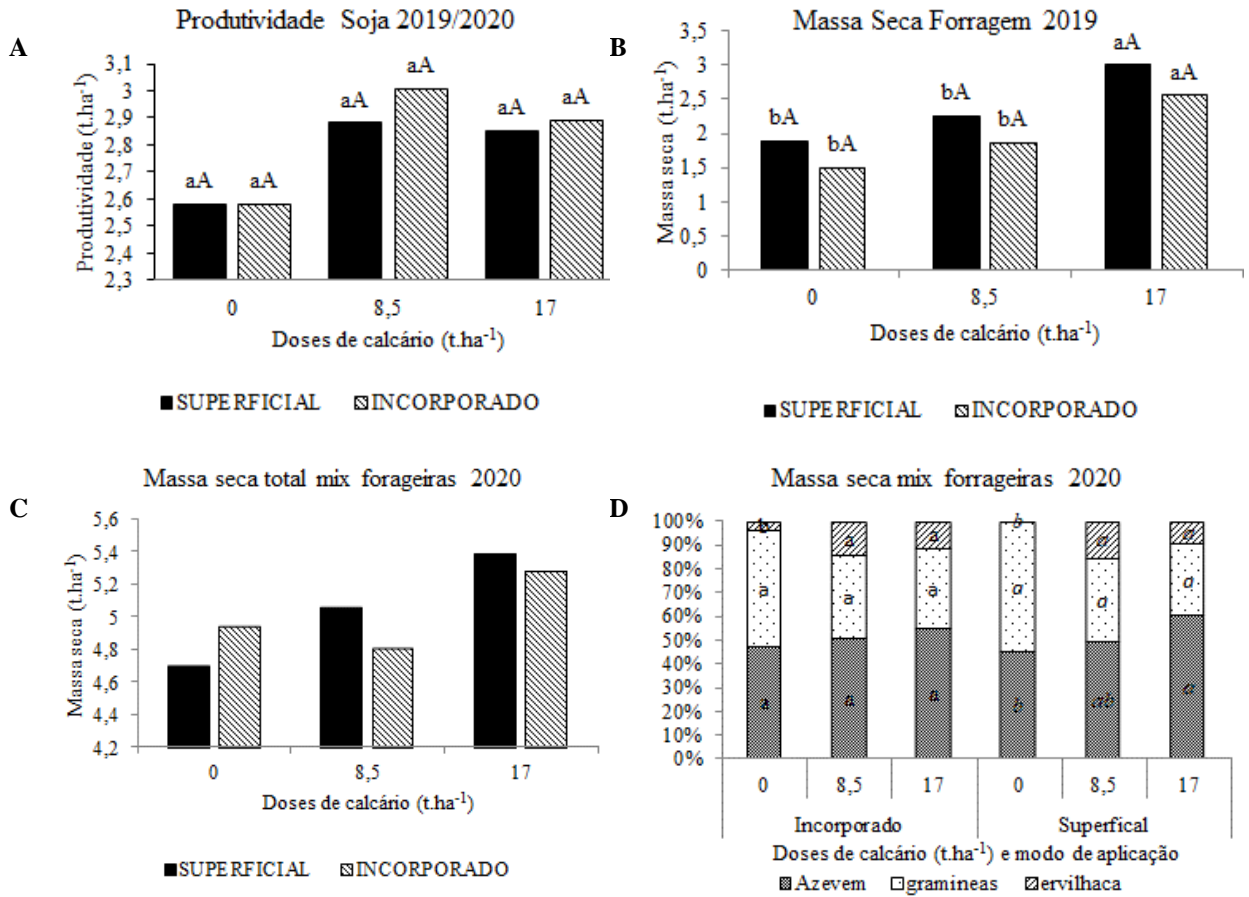 A
Produtividade Soja 2019/2020
Produtividade (t.ha-1)
3,1
3
2,9
2,8
2,7
2,6
2,5
2,4
2,3
aA aA aA aA aA aA
0 8,5 17
Doses de calcário (t.ha-1)
SUPERFICIAL INCORPORADO
B
Massa Seca Forragem 2019
Massa seca (t.ha-1)
3,5
3
2,5
2
1,5
1
0,5
0
bA bA bA bA aA aA
0 8,5 17
Doses de calcário (t.ha-1)
SUPERFICIAL INCORPORADO
C
Massa seca total mix forageiras 2020
Massa seca (t.ha-1)
5,6
5,4
5,2
5
4,8
4,6
4,4
4,2
0 8,5 17
Doses de calcário (t.ha-1)
SUPERFICIAL INCORPORADO
D
Massa seca mix forrageiras 2020
100%
90%
80%
70%
60%
50%
40%
30%
20%
10%
0%
b a a b a a
a a a a a a
a a a b ab a
0 8,5 17 0 8,5 17
Incorporado Superfical
Doses de calcário (t.ha-1) e modo de aplicação
Azevem gramíneas ervilhaca